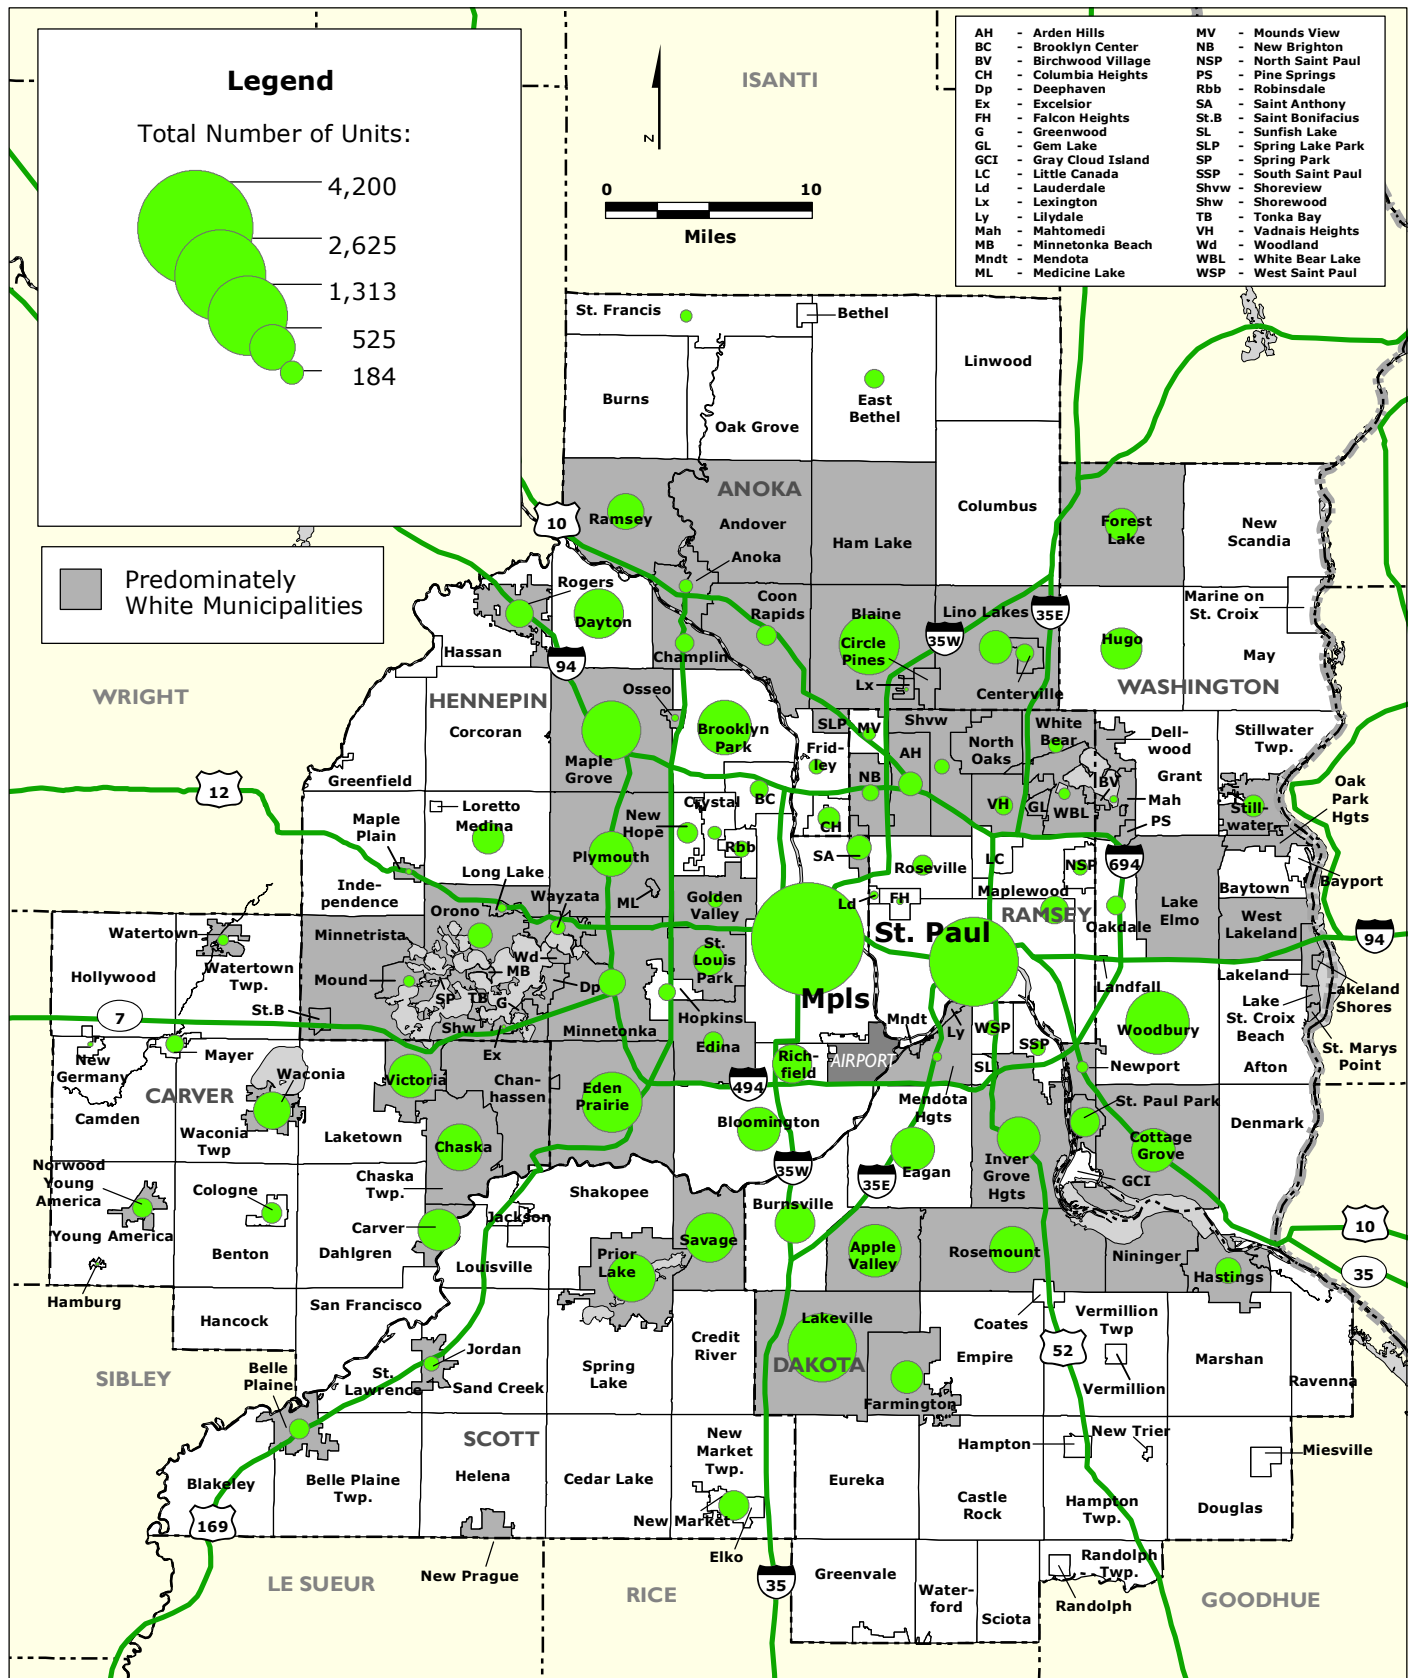 Legend
Total Number of Units:
4,200
2,625
1,313
525
184
Predominately
White Municipalities
z
0 10
Miles
AH - Arden Hills
BC - Brooklyn Center
BV - Birchwood Village
CH - Columbia Heights
Dp - Deephaven
Ex - Excelsior
FH - Falcon Heights
G - Greenwood
GL - Gem Lake
GCI - Gray Cloud Island
LC - Little Canada
Ld - Lauderdale
Lx - Lexington
Ly - Lilydale
Mah - Mahtomedi
MB - Minnetonka Beach
Mndt - Mendota
ML - Medicine Lake
MV - Mounds View
NB - New Brighton
NSP - North Saint Paul
PS - Pine Springs
Rbb - Robinsdale
SA - Saint Anthony
St.B - Saint Bonifacius
SL - Sunfish Lake
SLP - Spring Lake Park
SP - Spring Park
SSP - South Saint Paul
Shvw - Shoreview
Shw - Shorewood
TB - Tonka Bay
VH - Vadnais Heights
Wd - Woodland
WBL - White Bear Lake
WSP - West Saint Paul
ISANTI
St. Francis
Bethel
Linwood
Burns
Oak Grove
East
Bethel
ANOKA
Ramsey
Andover
Ham Lake
Columbus
Forest
Lake
New
Scandia
10
Anoka
Rogers
Dayton
Coon
Rapids
Blaine
Circle
Pines
Lx
Lino Lakes
35W
35E
Hugo
Marine on
St. Croix
May
Hassan
94
Champlin
Centerville
WASHINGTON
WRIGHT
HENNEPIN
Osseo
Corcoran
Brooklyn
Park
Maple
Grove
SLP
MV
Shvw
White
Bear
Dell-
wood
Stillwater
Twp.
Frid-
ley
AH
North
Oaks
Grant
Greenfield
12
NB
BC
VH
GL
WBL
BV
Mah
PS
Still-
water
Oak
Park
Hgts
Loretto
Medina
Maple
Plain
Crystal
New
Hope
Rbb
CH
Plymouth
SA
Roseville
LC
NSP
694
Long Lake
Inde-
pendence
Wayzata
ML
Golden
Valley
Ld
FH
Maplewood
RAMSEY
Oakdale
Lake
Elmo
Baytown
Bayport
West
Lakeland
94
Orono
Watertown
Minnetrista
St.
Louis
Park
St. Paul
Hollywood
Watertown
Twp.
Mound
Wd
MB
Dp
SP
TB
G
Mpls
Landfall
Lakeland
Lakeland
Shores
7
St.B
Shw
Ex
Minnetonka
Hopkins
Edina
Mndt
Ly
WSP
SSP
Woodbury
Lake
St. Croix
Beach
St. Marys
Point
New
Germany
Mayer
Waconia
Victoria
Chan-
hassen
Eden
Prairie
Rich-
field
AIRPORT
SL
Newport
Afton
CARVER
Camden
494
Mendota
Hgts
St. Paul Park
Waconia
Twp
Laketown
Chaska
Bloomington
Eagan
Inver
Grove
Hgts
Cottage
Grove
Denmark
GCI
Norwood
Young
America
Cologne
Chaska
Twp.
35W
35E
Shakopee
Burnsville
10
Young America
Carver
Jackson
Benton
Dahlgren
Savage
Apple
Valley
Rosemount
Nininger
Prior
Lake
Louisville
35
Hastings
Hamburg
San Francisco
Hancock
Lakeville
Coates
Vermillion
Twp
SIBLEY
Belle
Plaine
Jordan
St.
Lawrence
Sand Creek
Spring
Lake
Credit
River
DAKOTA
Farmington
Empire
52
Vermillion
Marshan
Ravenna
SCOTT
New
Market
Twp.
Hampton
New Trier
Miesville
Blakeley
Belle Plaine
Twp.
Helena
Cedar Lake
Eureka
Castle
Rock
Hampton
Twp.
Douglas
169
New Market
Elko
New Prague
LE SUEUR
RICE
35
Greenvale
Water-
ford
Sciota
Randolph
Twp.
Randolph
GOODHUE